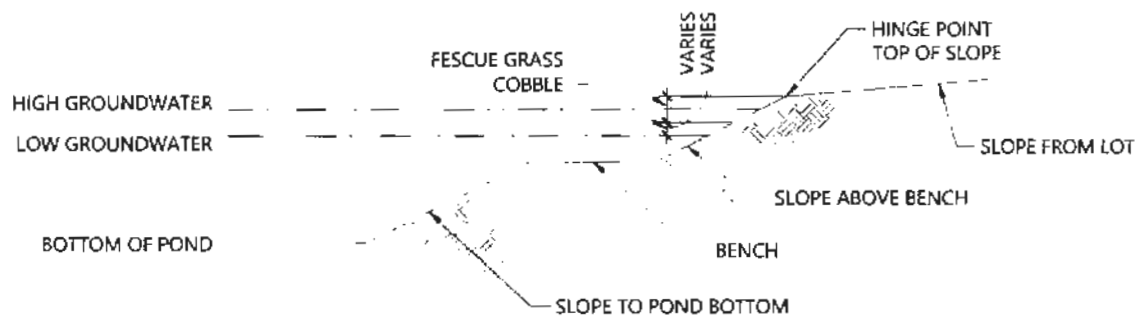 VARIES
VARIES
HINGE POINT
TOP OF SLOPE
FESCUE GRASS
COBBLE
HIGH GROUNDWATER
LOW GROUNDWATER
SLOPE FROM LOT
SLOPE ABOVE BENCH
BOTTOM OF POND
BENCH
SLOPE TO POND BOTTOM